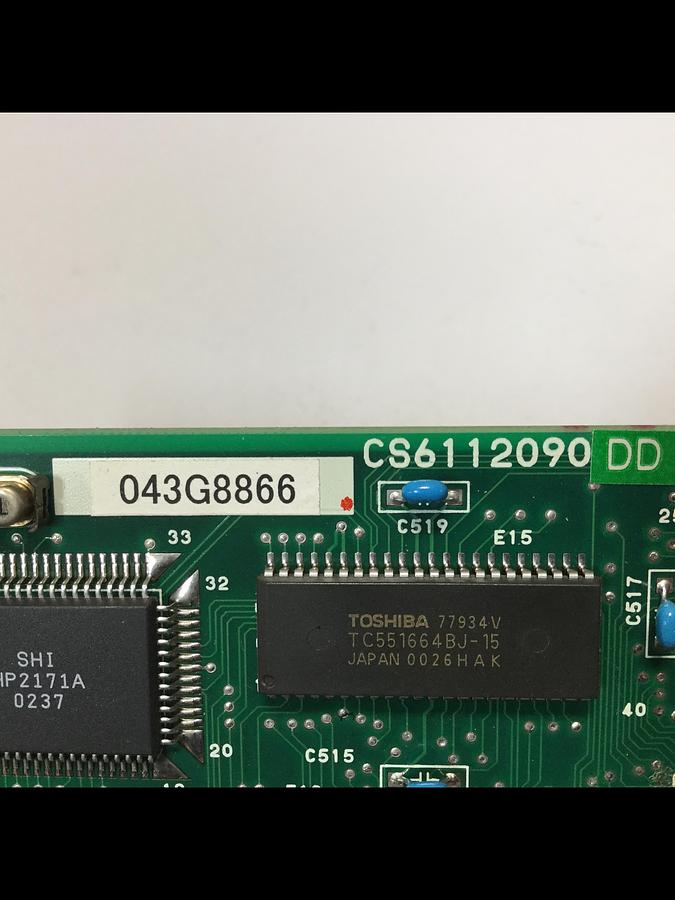 CS6112090 DD
043G8866
C519
33
E15
25
32
C517
TOSHIBA 77934V
TC551664BJ-15
JAPAN 0026HAK
SHI
HP2171A
0237
40
20
C515